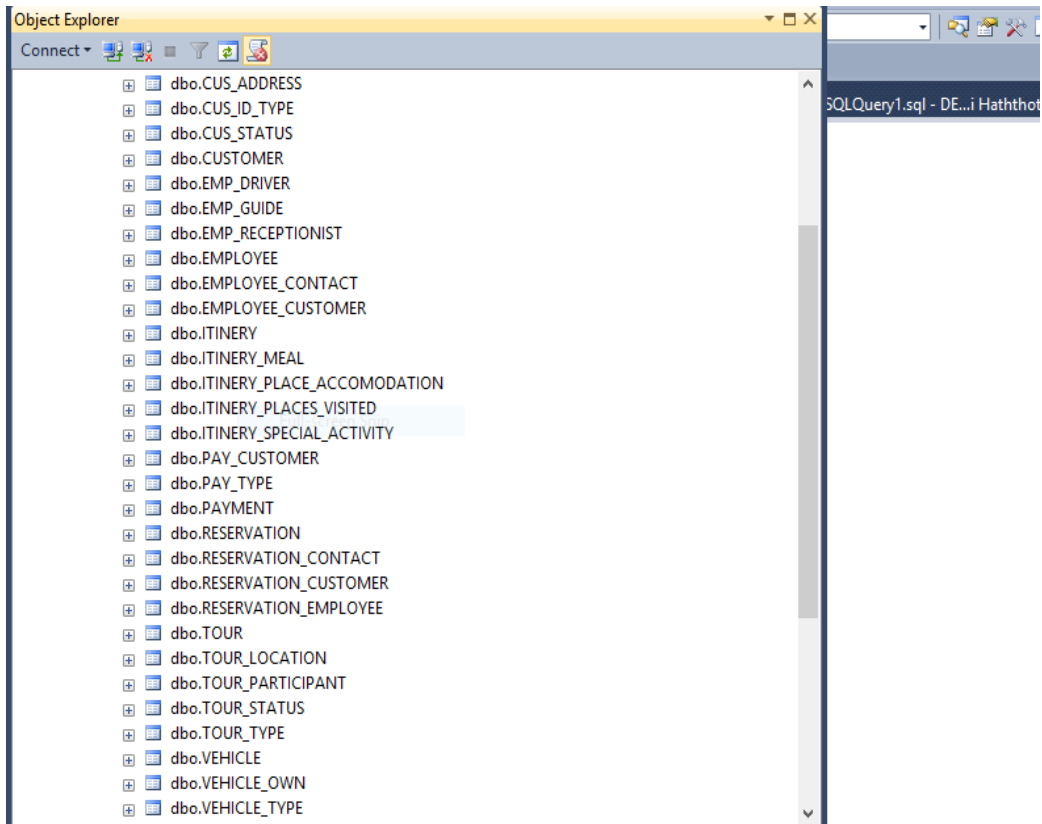 Object Explorer
Connect
dbo.CUS_ADDRESS
dbo.CUS_ID_TYPE
dbo.CUS_STATUS
dbo.CUSTOMER
dbo.EMP_DRIVER
dbo.EMP_GUIDE
dbo.EMP_RECEPTIONIST
dbo.EMPLOYEE
dbo.EMPLOYEE_CONTACT
dbo.EMPLOYEE_CUSTOMER
dbo.ITINERY
dbo.ITINERY_MEAL
dbo.ITINERY_PLACE_ACCOMODATION
dbo.ITINERY_PLACES_VISITED
dbo.ITINERY_SPECIAL_ACTIVITY
dbo.PAY_CUSTOMER
dbo.PAY_TYPE
dbo.PAYMENT
dbo.RESERVATION
dbo.RESERVATION_CONTACT
dbo.RESERVATION_CUSTOMER
dbo.RESERVATION_EMPLOYEE
dbo.TOUR
dbo.TOUR_LOCATION
dbo.TOUR_PARTICIPANT
dbo.TOUR_STATUS
dbo.TOUR_TYPE
dbo.VEHICLE
dbo.VEHICLE_OWN
dbo.VEHICLE_TYPE
SQLQuery1.sql - DE...i Haththot